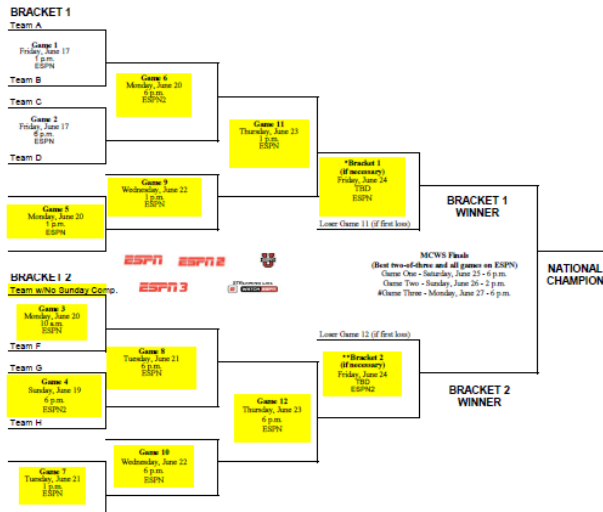 BRACKET 1
Team A
Game 1
Friday, June 17
1 p.m.
ESPN
Team B
Team C
Game 2
Friday, June 17
6 p.m.
ESPN
Team D
Game 6
Monday, June 20
6 p.m.
ESPN2
Game 11
Thursday, June 23
1 p.m.
ESPN
Game 9
Wednesday, June 22
1 p.m.
ESPN
Game 5
Monday, June 20
1 p.m.
ESPN
*Bracket 1
(if necessary)
Friday, June 24
TBD
ESPN
Loser Game 11 (if first loss)
BRACKET 1
WINNER
ESPN ESPN 2
ESPN 3
WATCH ESPN
MCWS Finals
(Best two-of-three and all games on ESPN)
Game One - Saturday, June 25 - 6 p.m.
Game Two - Sunday, June 26 - 2 p.m.
#Game Three - Monday, June 27 - 6 p.m.
NATIONAL
CHAMPION
BRACKET 2
Team w/No Sunday Comp.
Game 3
Monday, June 20
10 a.m.
ESPN
Team F
Team G
Game 4
Sunday, June 19
6 p.m.
ESPN2
Team H
Game 8
Tuesday, June 21
6 p.m.
ESPN
Game 12
Thursday, June 23
6 p.m.
ESPN
Game 10
Wednesday, June 22
6 p.m.
ESPN
Game 7
Tuesday, June 21
1 p.m.
ESPN
Loser Game 12 (if first loss)
**Bracket 2
(if necessary)
Friday, June 24
TBD
ESPN2
BRACKET 2
WINNER